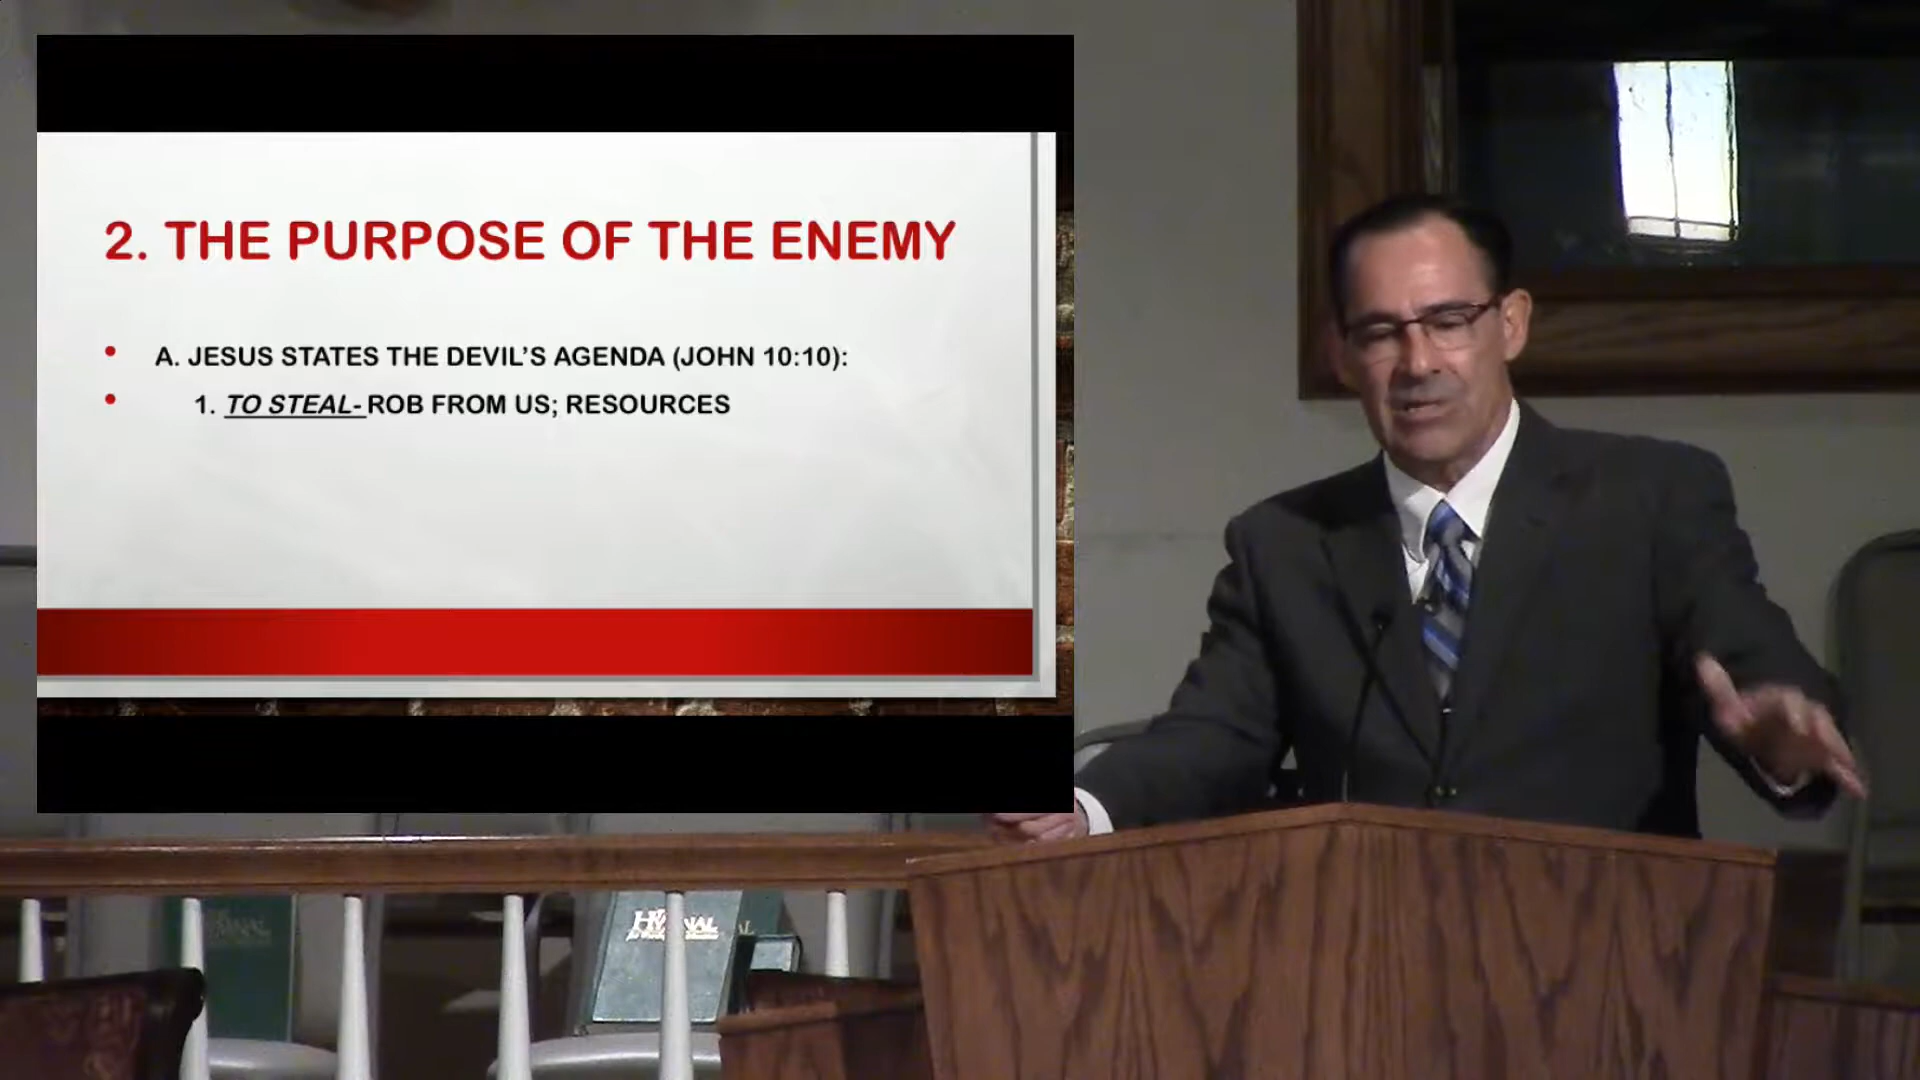 2. THE PURPOSE OF THE ENEMY
• A. JESUS STATES THE DEVIL'S AGENDA (JOHN 10:10):
• 1. TO STEAL- ROB FROM US; RESOURCES